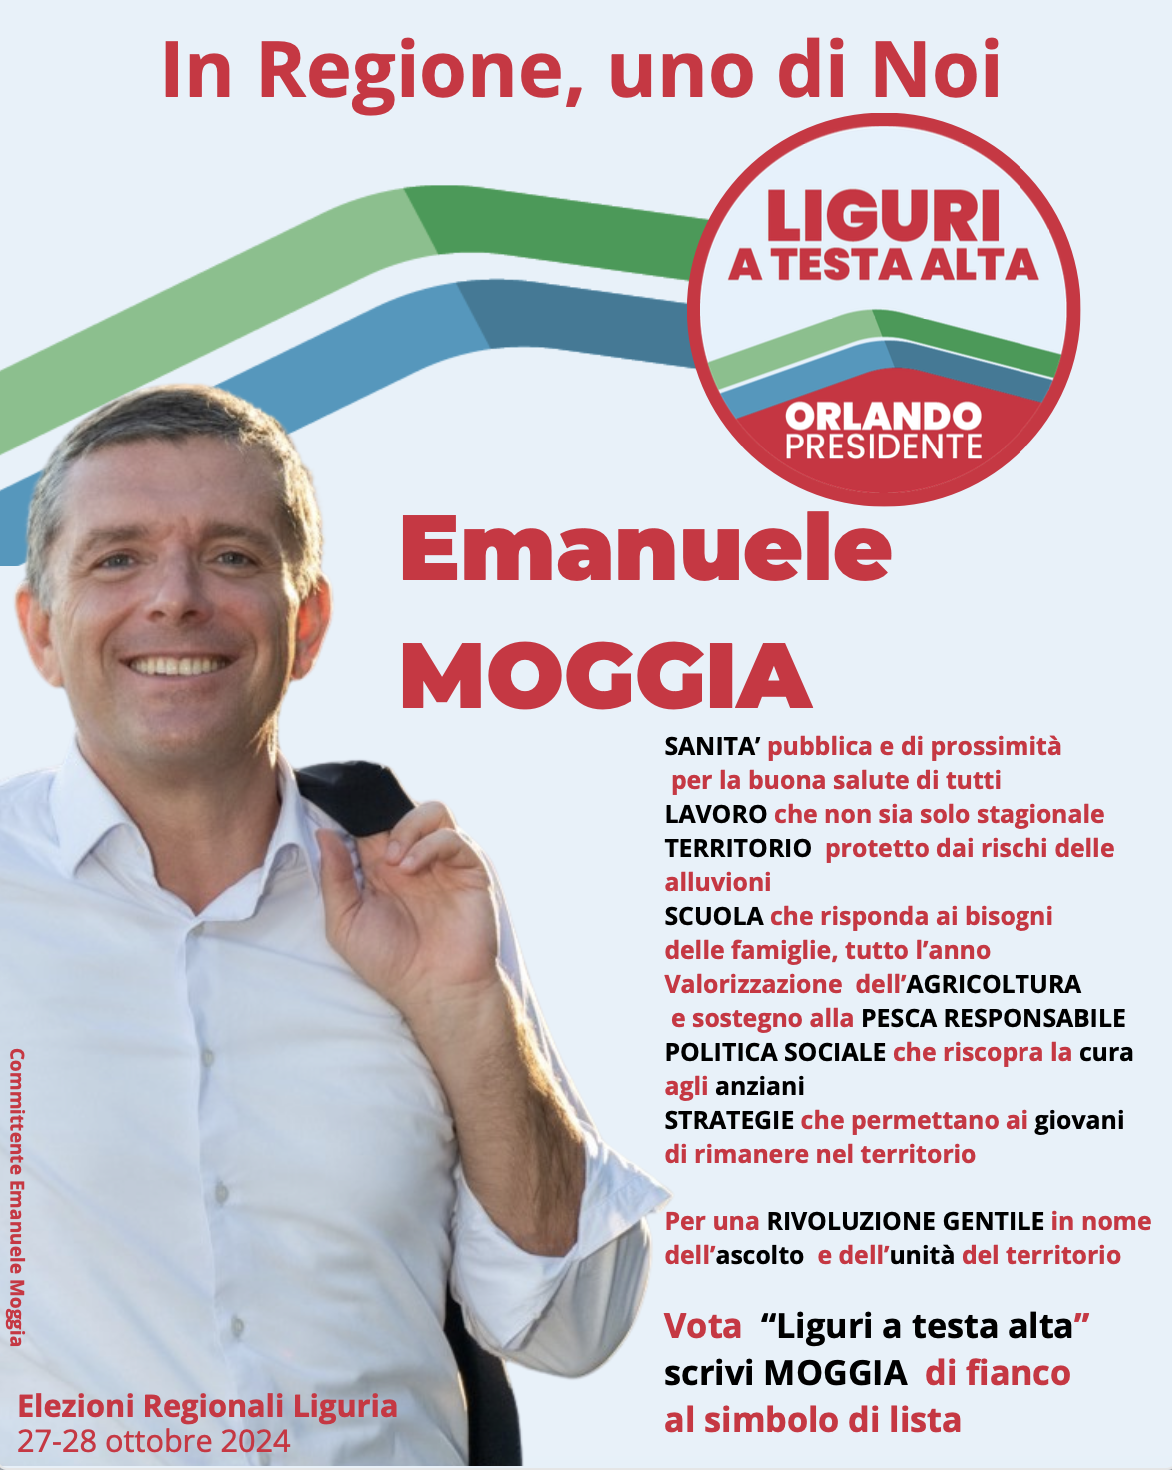 In Regione, uno di Noi
LIGURI
A TESTA ALTA
ORLANDO
PRESIDENTE
Emanuele
MOGGIA
SANITA’ pubblica e di prossimità
per la buona salute di tutti
LAVORO che non sia solo stagionale
TERRITORIO protetto dai rischi delle
alluvioni
SCUOLA che risponda ai bisogni
delle famiglie, tutto l’anno
Valorizzazione dell’AGRICOLTURA
e sostegno alla PESCA RESPONSABILE
POLITICA SOCIALE che riscopra la cura
agli anziani
STRATEGIE che permettano ai giovani
di rimanere nel territorio
Per una RIVOLUZIONE GENTILE in nome
dell’ascolto e dell’unità del territorio
Vota “Liguri a testa alta”
scrivi MOGGIA di fianco
al simbolo di lista
Committente Emanuele Moggia
Elezioni Regionali Liguria
27-28 ottobre 2024